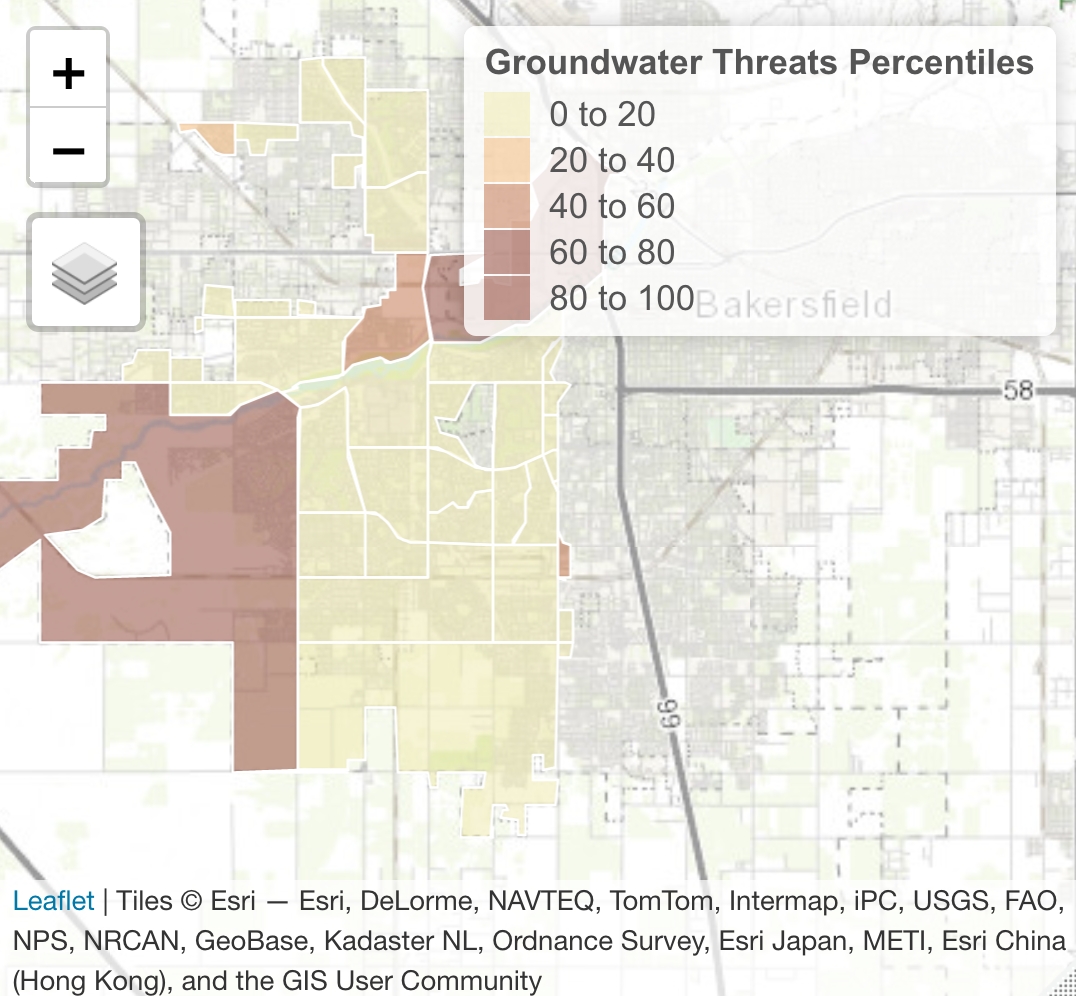 +
−
Groundwater Threats Percentiles
0 to 20
20 to 40
40 to 60
60 to 80
80 to 100
Bakersfield
58
99
Leaflet | Tiles © Esri — Esri, DeLorme, NAVTEQ, TomTom, Intermap, iPC, USGS, FAO,
NPS, NRCAN, GeoBase, Kadaster NL, Ordnance Survey, Esri Japan, METI, Esri China
(Hong Kong), and the GIS User Community